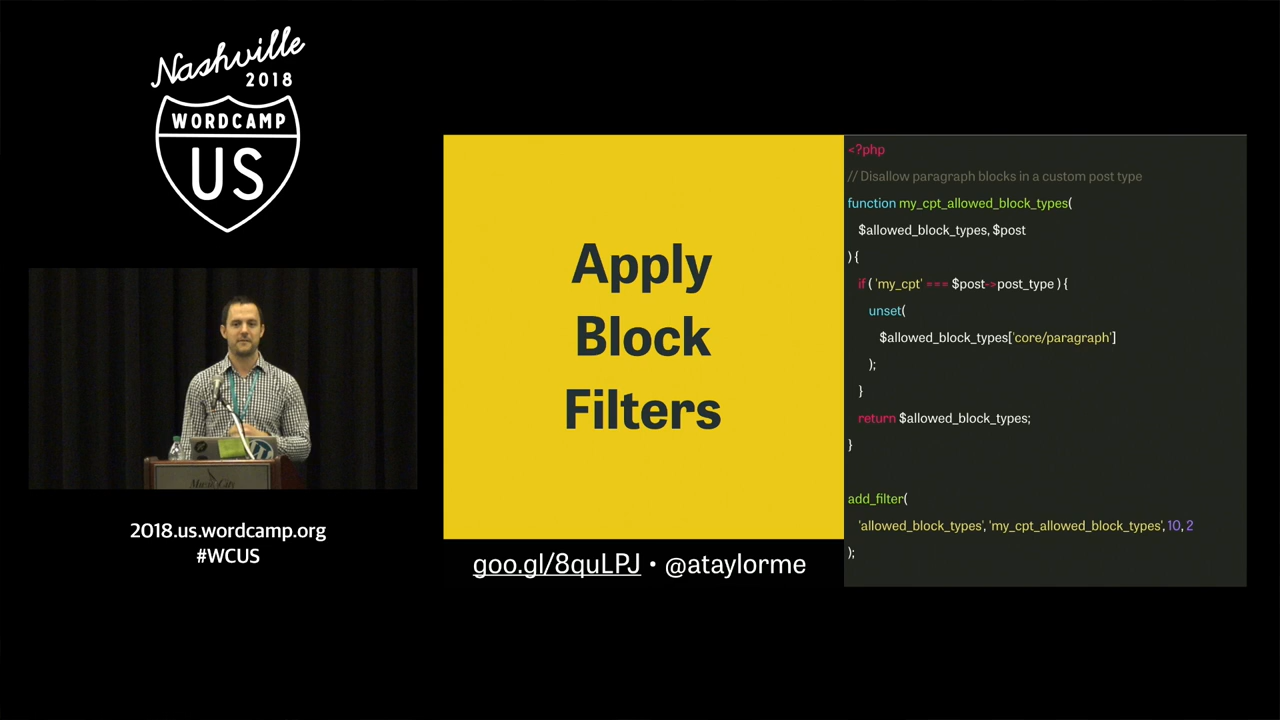 Nashville
2018
WORDCAMP
US
Music City
2018.us.wordcamp.org
#WCUS
Apply
Block
Filters
goo.gl/8quLPJ • @ataylorme
<?php
// Disallow paragraph blocks in a custom post type
function my_cpt_allowed_block_types(
$allowed_block_types, $post
) {
if ( 'my_cpt' === $post->post_type ) {
unset(
$allowed_block_types['core/paragraph']
);
}
return $allowed_block_types;
}
add_filter(
'allowed_block_types', 'my_cpt_allowed_block_types', 10, 2
);